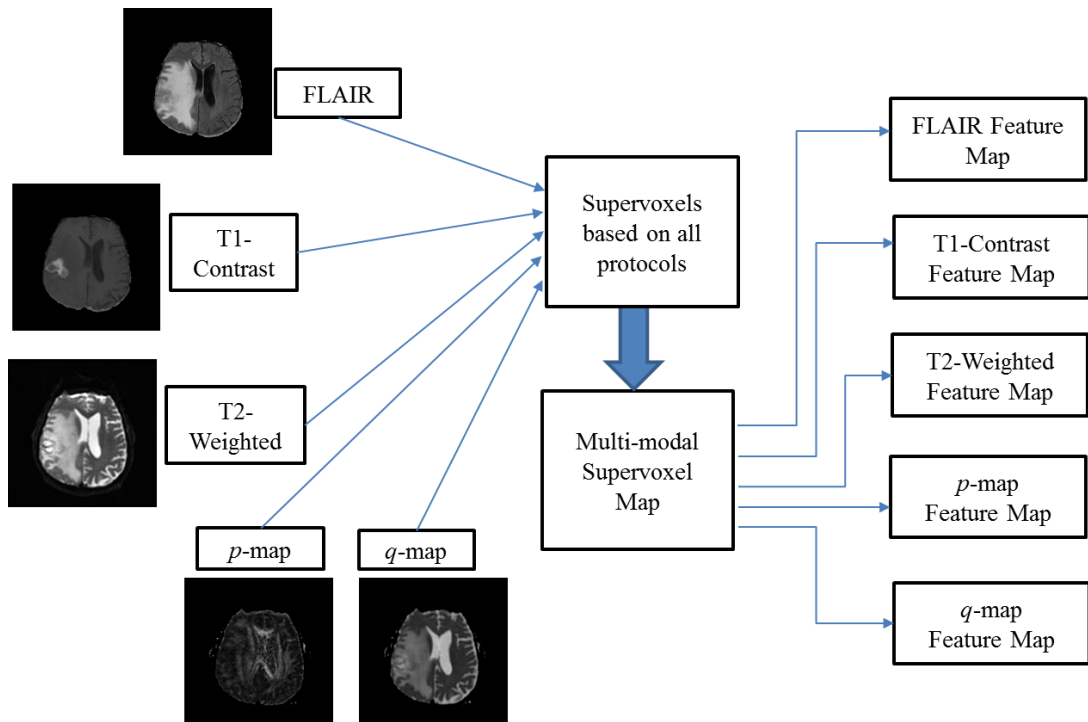 FLAIR
T1-
Contrast
T2-
Weighted
p-map
q-map
Supervoxels
based on all
protocols
Multi-modal
Supervoxel
Map
FLAIR Feature
Map
T1-Contrast
Feature Map
T2-Weighted
Feature Map
p-map
Feature Map
q-map
Feature Map